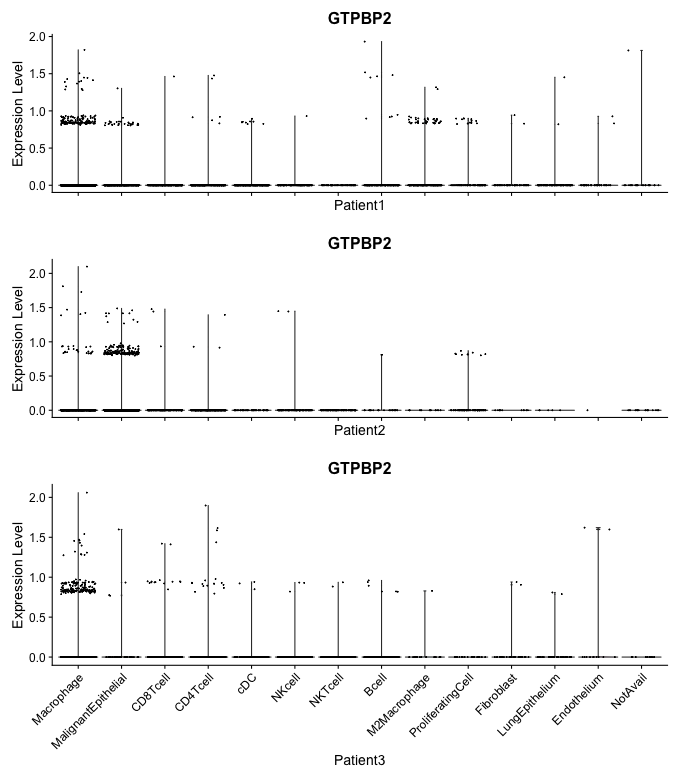 GTPBP2
Expression Level
2.0
1.5
1.0
0.5
0.0
Patient1
GTPBP2
Expression Level
2.0
1.5
1.0
0.5
0.0
Patient2
GTPBP2
Expression Level
2.0
1.5
1.0
0.5
0.0
Macrophage
MalignantEpithelial
CD8Tcell
CD4Tcell
cDC
NKcell
NKTcell
Bcell
M2Macrophage
ProliferatingCell
Fibroblast
LungEpithelium
Endothelium
NotAvail
Patient3